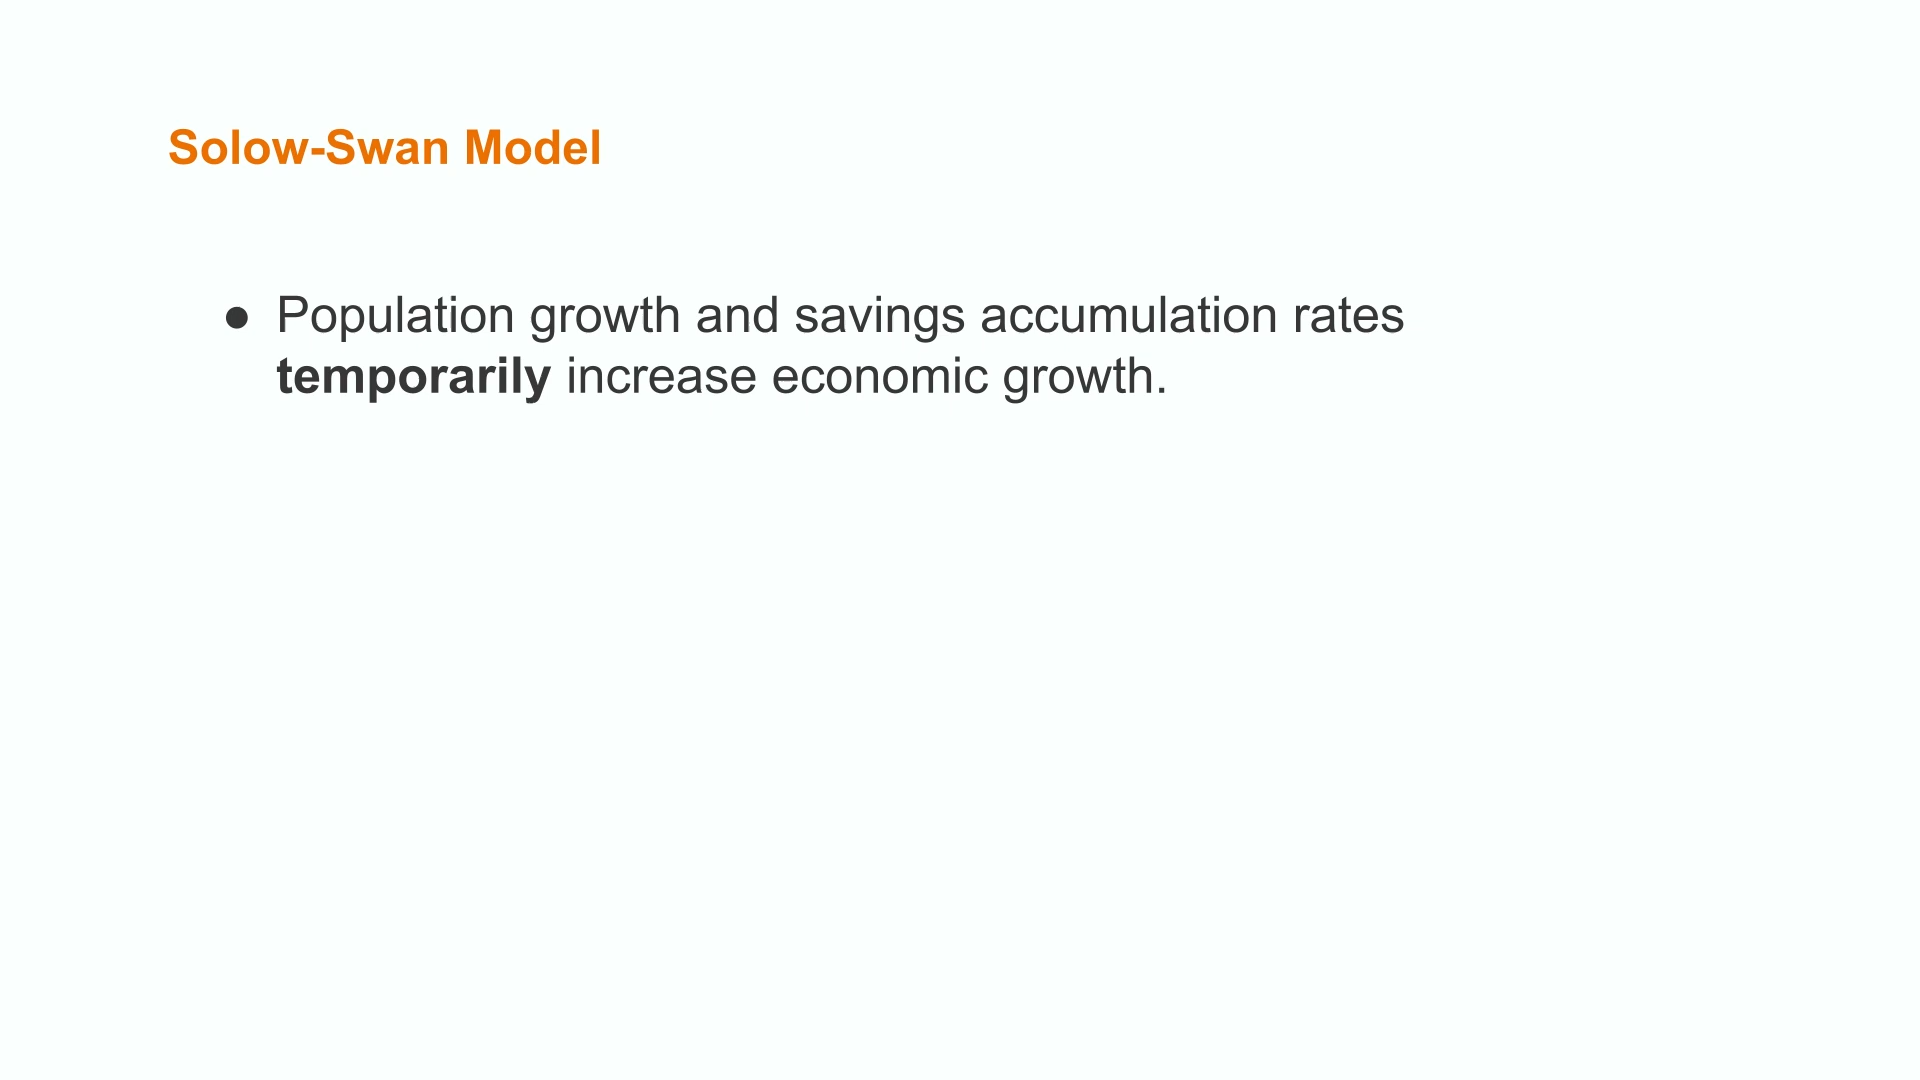 Solow-Swan Model
● Population growth and savings accumulation rates
temporarily increase economic growth.